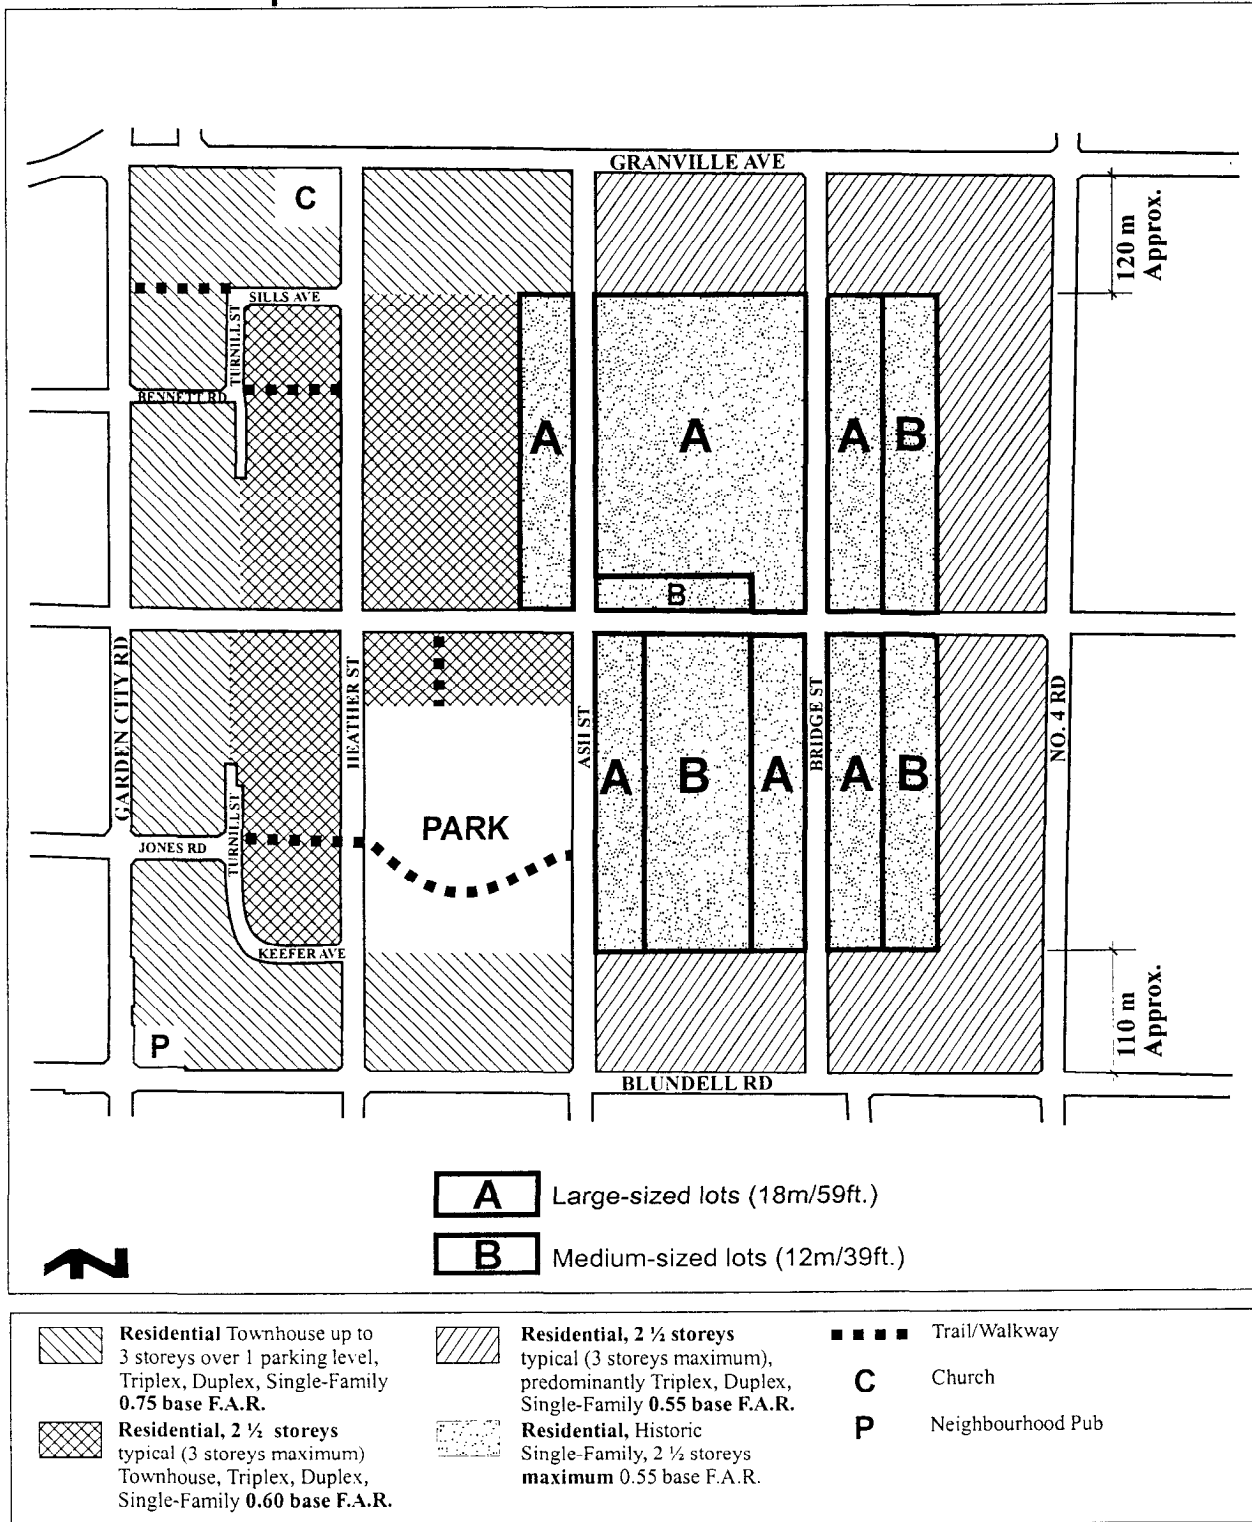 GRANVILLE AVE
C
120 m
Approx.
SILLS AVE
TURNILL ST
BENNETT RD
A
A
A
B
B
GARDEN CITY RD
HEATHER ST
ASH ST
BRIDGE ST
NO. 4 RD
A
B
A
A
B
PARK
JONES RD
TURNILL ST
KEEFER AVE
P
110 m
Approx.
BLUNDELL RD
A Large-sized lots (18m/59ft.)
B Medium-sized lots (12m/39ft.)
N
Residential Townhouse up to
3 storeys over 1 parking level,
Triplex, Duplex, Single-Family
0.75 base F.A.R.
Residential, 2 ½ storeys
typical (3 storeys maximum)
Townhouse, Triplex, Duplex,
Single-Family 0.60 base F.A.R.
Residential, 2 ½ storeys
typical (3 storeys maximum),
predominantly Triplex, Duplex,
Single-Family 0.55 base F.A.R.
Residential, Historic
Single-Family, 2 ½ storeys
maximum 0.55 base F.A.R.
Trail/Walkway
C Church
P Neighbourhood Pub